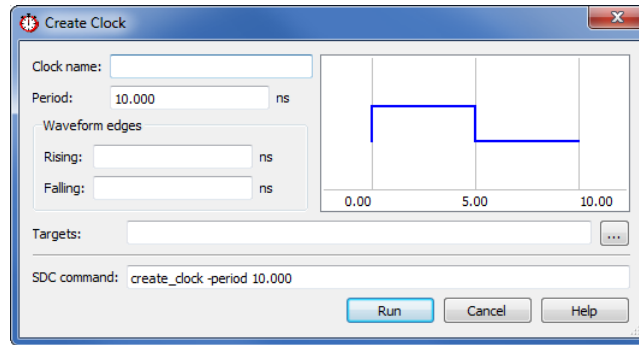 Create Clock
Clock name:
Period: 10.000 ns
Waveform edges
Rising: ns
Falling: ns
0.00 5.00 10.00
Targets: ...
SDC command: create_clock -period 10.000
Run Cancel Help